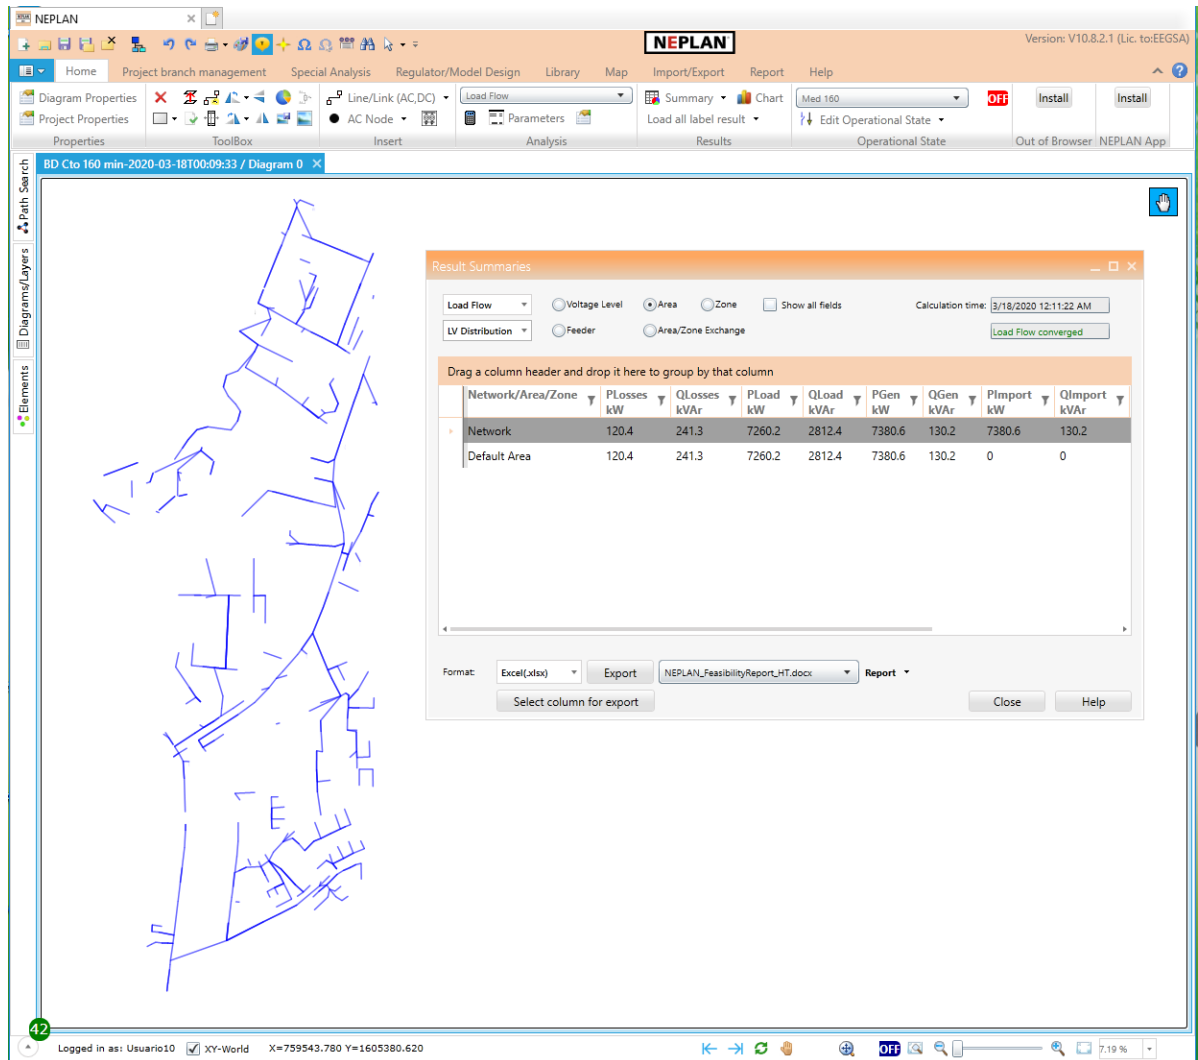 NEPLAN
NEPLAN
Version: V10.8.2.1 (Lic. to:EEGSA)
Home Project branch management Special Analysis Regulator/Model Design Library Map Import/Export Report Help
Diagram Properties Line/Link (AC,DC) Load Flow Summary Chart Med 160 OFF Install Install
Project Properties AC Node Parameters Load all label result Edit Operational State
Properties ToolBox Insert Analysis Results Operational State Out of Browser NEPLAN App
BD Cto 160 min-2020-03-18T00:09:33 / Diagram 0
Path Search
Diagrams/Layers
Elements
Result Summaries
Load Flow Voltage Level Area Zone Show all fields Calculation time: 3/18/2020 12:11:22 AM
LV Distribution Feeder Area/Zone Exchange Load Flow converged
Drag a column header and drop it here to group by that column
Network/Area/Zone PLosses QLosses PLoad QLoad PGen QGen PImport QImport
kW kVAr kW kVAr kW kVAr kW kVAr
Network 120.4 241.3 7260.2 2812.4 7380.6 130.2 7380.6 130.2
Default Area 120.4 241.3 7260.2 2812.4 7380.6 130.2 0 0
Format: Excel(.xlsx) Export NEPLAN_FeasibilityReport_HT.docx Report
Select column for export Close Help
42
Logged in as: Usuario10 XY-World X=759543.780 Y=1605380.620 OFF 7.19 %